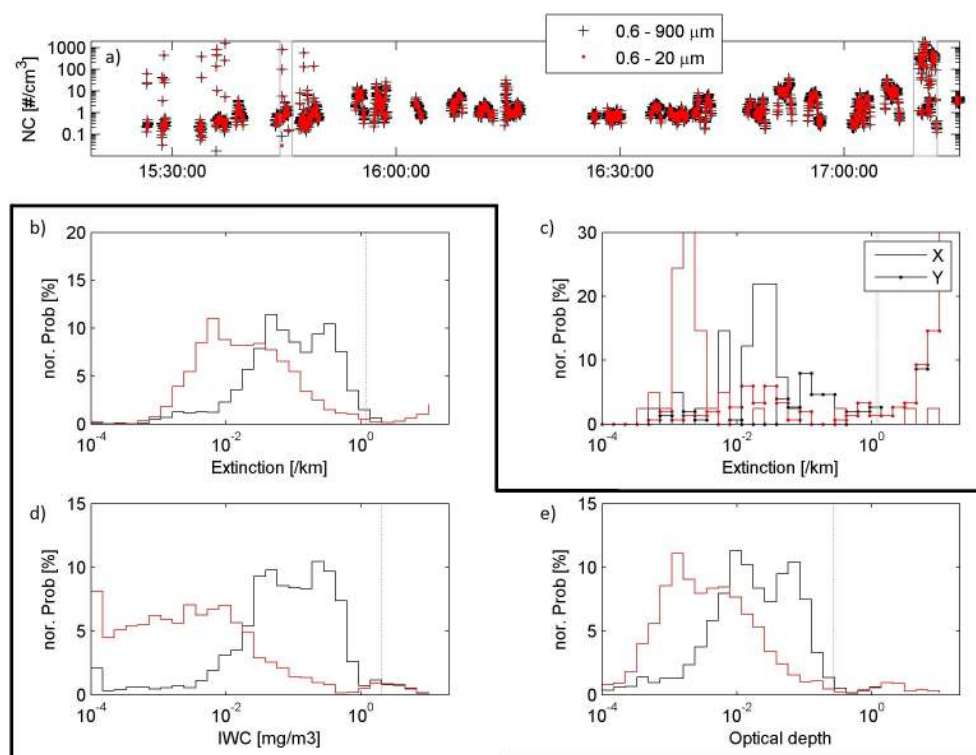 0.6 - 900 μm
0.6 - 20 μm
a)
NC [#/cm³]
1000
100
10
1
0.1
15:30:00
16:00:00
16:30:00
17:00:00
b)
nor. Prob [%]
20
15
10
5
0
10⁻⁴
10⁻²
10⁰
Extinction [/km]
c)
nor. Prob [%]
30
20
10
0
X
Y
10⁻⁴
10⁻²
10⁰
Extinction [/km]
d)
nor. Prob [%]
15
10
5
0
10⁻⁴
10⁻²
10⁰
IWC [mg/m3]
e)
nor. Prob [%]
15
10
5
0
10⁻⁴
10⁻²
10⁰
Optical depth